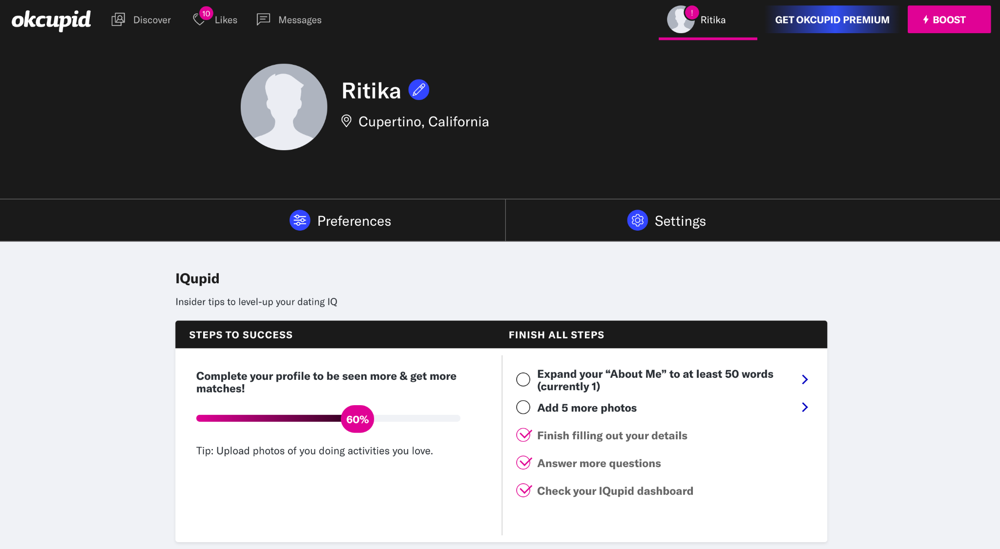 okcupid
Discover
10
Likes
Messages
!
Ritika
GET OKCUPID PREMIUM
BOOST
Ritika
Cupertino, California
Preferences
Settings
IQupid
Insider tips to level-up your dating IQ
STEPS TO SUCCESS
Complete your profile to be seen more & get more
matches!
60%
Tip: Upload photos of you doing activities you love.
FINISH ALL STEPS
Expand your “About Me” to at least 50 words
(currently 1)
Add 5 more photos
Finish filling out your details
Answer more questions
Check your IQupid dashboard